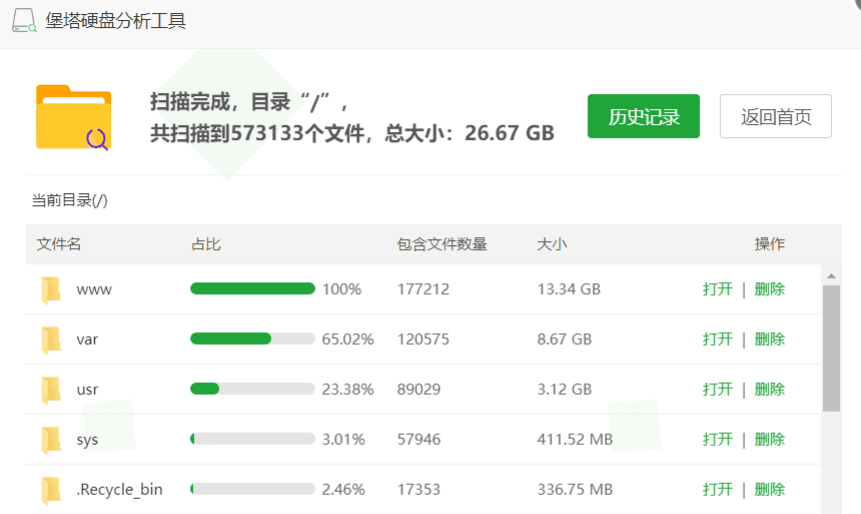 堡塔硬盘分析工具
扫描完成，目录“/”，
共扫描到573133个文件，总大小：26.67 GB
历史记录
返回首页
当前目录(/)
文件名 占比 包含文件数量 大小 操作
www 100% 177212 13.34 GB 打开 | 删除
var 65.02% 120575 8.67 GB 打开 | 删除
usr 23.38% 89029 3.12 GB 打开 | 删除
sys 3.01% 57946 411.52 MB 打开 | 删除
.Recycle_bin 2.46% 17353 336.75 MB 打开 | 删除